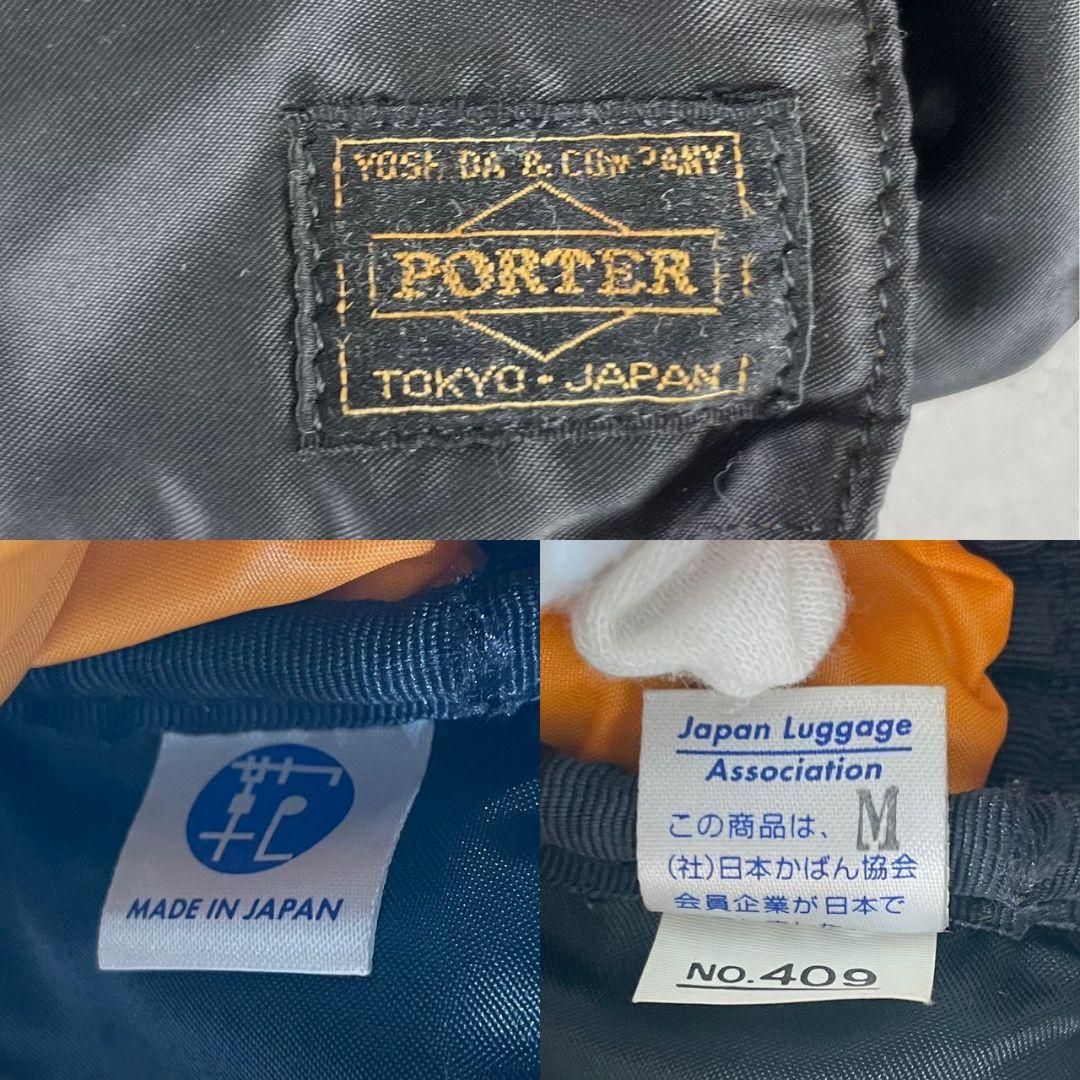 YOSHIDA & COMPANY
PORTER
TOKYO・JAPAN
MADE IN JAPAN
Japan Luggage
Association
この商品は、 M
(社)日本かばん協会
会員企業が日本で
NO.409